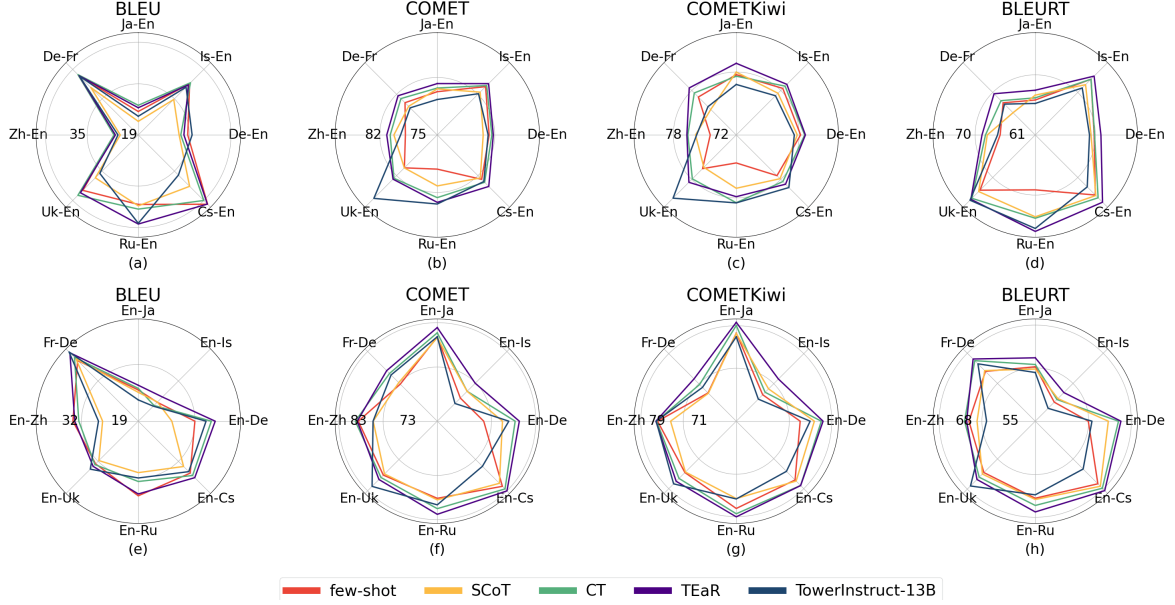 BLEU
Ja-En
De-Fr
Is-En
Zh-En
35
19
De-En
Uk-En
Cs-En
Ru-En
(a)
COMET
Ja-En
De-Fr
Is-En
Zh-En
82
75
De-En
Uk-En
Cs-En
Ru-En
(b)
COMETKiwi
Ja-En
De-Fr
Is-En
Zh-En
78
72
De-En
Uk-En
Cs-En
Ru-En
(c)
BLEURT
Ja-En
De-Fr
Is-En
Zh-En
70
61
De-En
Uk-En
Cs-En
Ru-En
(d)
BLEU
En-Ja
Fr-De
En-Is
En-Zh
32
19
En-De
En-Uk
En-Cs
En-Ru
(e)
COMET
En-Ja
Fr-De
En-Is
En-Zh
83
73
En-De
En-Uk
En-Cs
En-Ru
(f)
COMETKiwi
En-Ja
Fr-De
En-Is
En-Zh
79
71
En-De
En-Uk
En-Cs
En-Ru
(g)
BLEURT
En-Ja
Fr-De
En-Is
En-Zh
68
55
En-De
En-Uk
En-Cs
En-Ru
(h)
few-shot SCoT CT TEaR TowerInstruct-13B